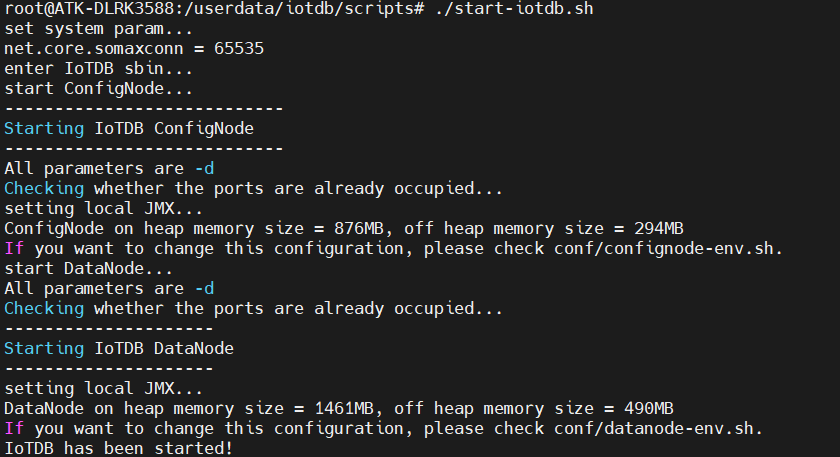 root@ATK-DLRK3588:/userdata/iotdb/scripts# ./start-iotdb.sh
set system param...
net.core.somaxconn = 65535
enter IoTDB sbin...
start ConfigNode...
----------------------------
Starting IoTDB ConfigNode
----------------------------
All parameters are -d
Checking whether the ports are already occupied...
setting local JMX...
ConfigNode on heap memory size = 876MB, off heap memory size = 294MB
If you want to change this configuration, please check conf/confignode-env.sh.
start DataNode...
All parameters are -d
Checking whether the ports are already occupied...
---------------------
Starting IoTDB DataNode
---------------------
setting local JMX...
DataNode on heap memory size = 1461MB, off heap memory size = 490MB
If you want to change this configuration, please check conf/datanode-env.sh.
IoTDB has been started!